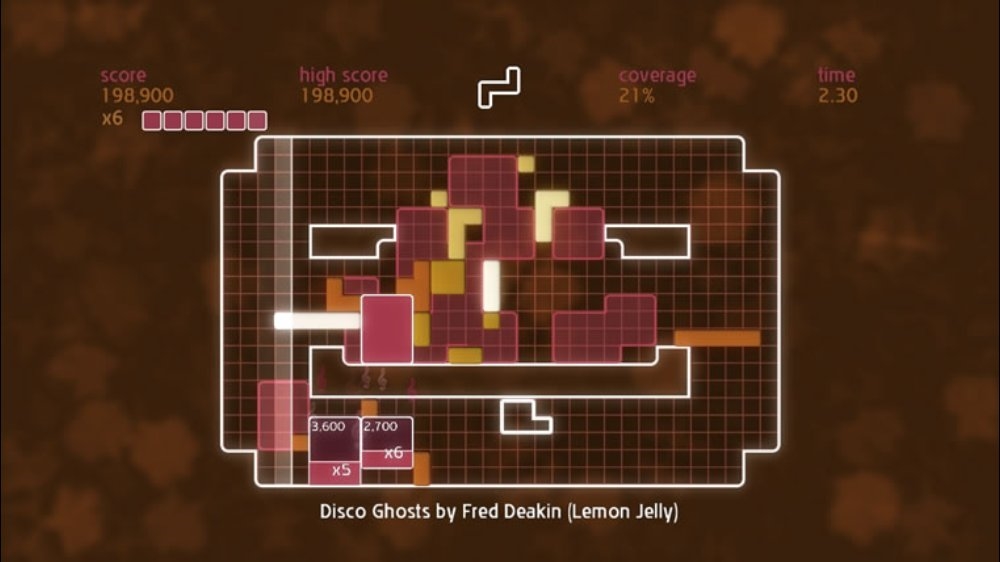 score high score coverage time
198,900 198,900 21% 2.30
x6
3,600 2,700
x6
x5
Disco Ghosts by Fred Deakin (Lemon Jelly)